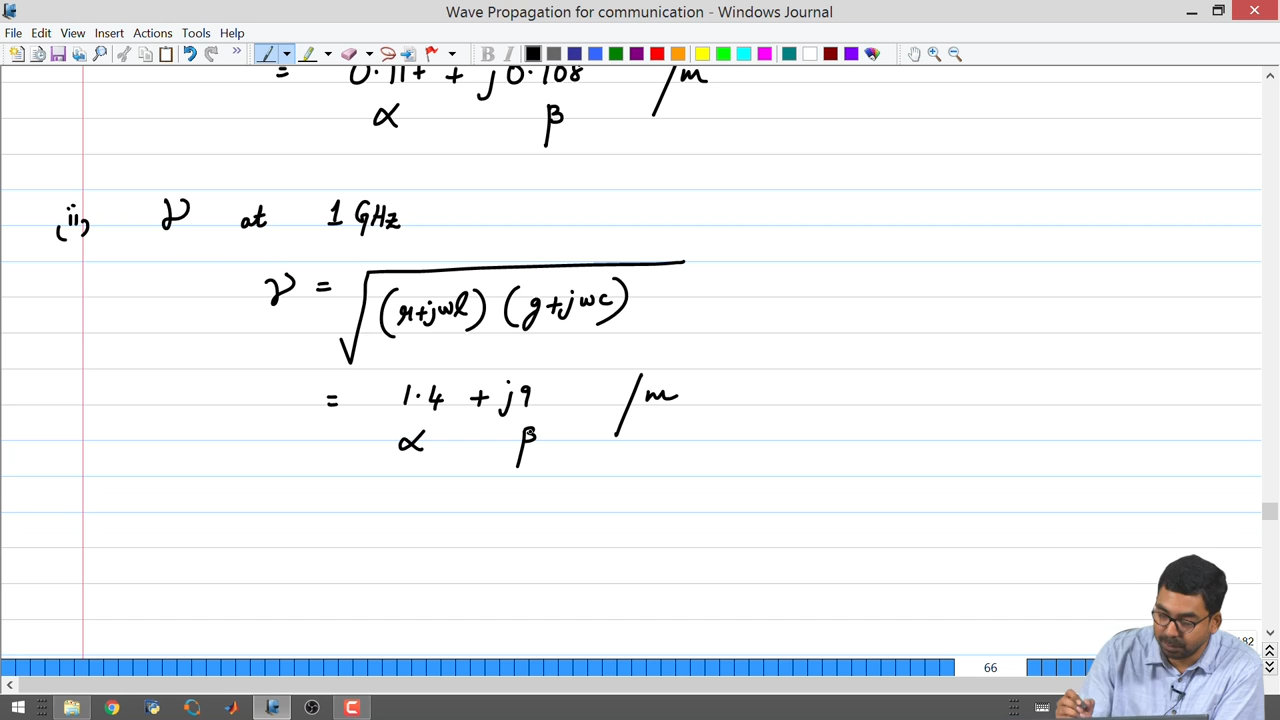 Wave Propagation for communication - Windows Journal
File Edit View Insert Actions Tools Help
= 0.117 + j 0.108 /m
α β
(ii) γ at 1 GHz
γ = √(r+jωl) (g+jωc)
= 1.4 + j9 /m
α β
66